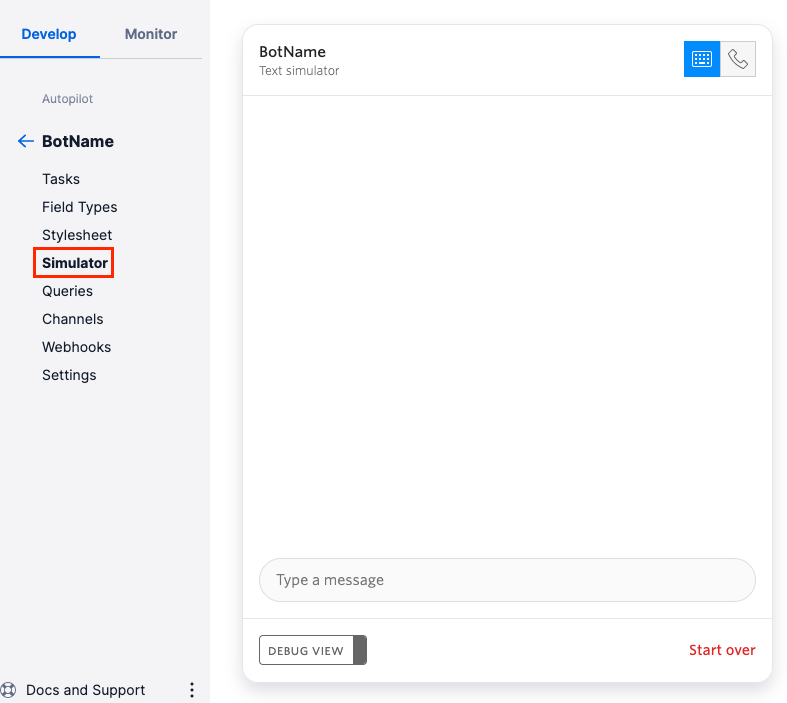 Develop
Monitor
Autopilot
BotName
Tasks
Field Types
Stylesheet
Simulator
Queries
Channels
Webhooks
Settings
Docs and Support
BotName
Text simulator
Type a message
DEBUG VIEW
Start over